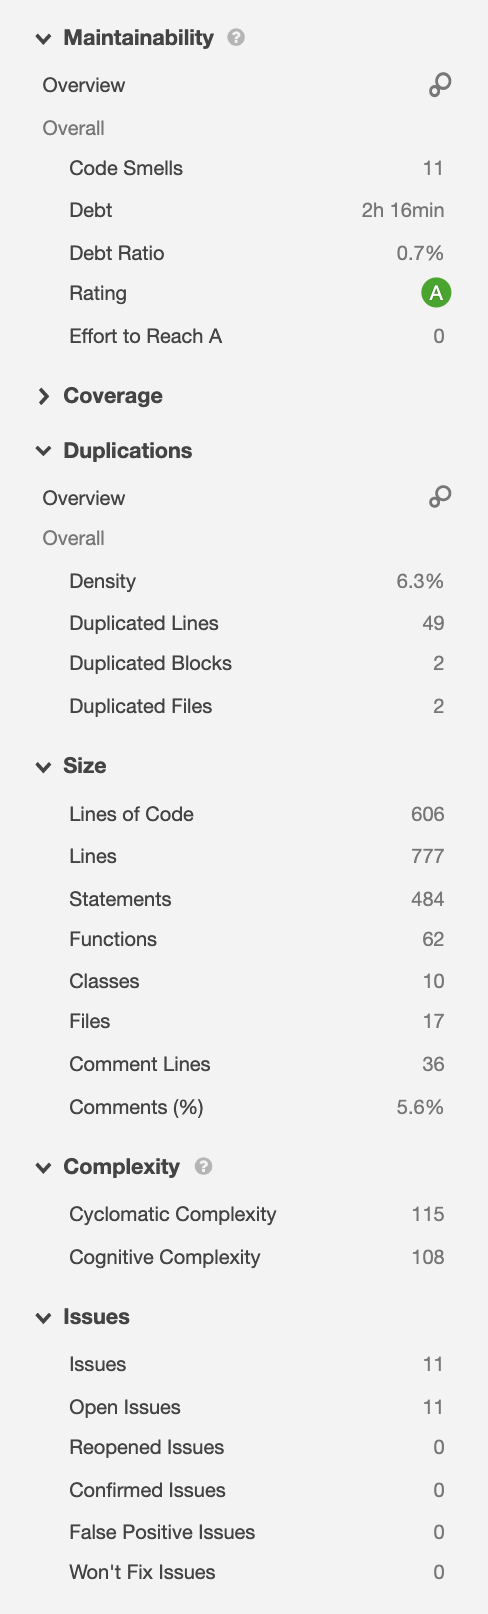 Maintainability ?
Overview
Overall
Code Smells 11
Debt 2h 16min
Debt Ratio 0.7%
Rating A
Effort to Reach A 0
Coverage
Duplications
Overview
Overall
Density 6.3%
Duplicated Lines 49
Duplicated Blocks 2
Duplicated Files 2
Size
Lines of Code 606
Lines 777
Statements 484
Functions 62
Classes 10
Files 17
Comment Lines 36
Comments (%) 5.6%
Complexity ?
Cyclomatic Complexity 115
Cognitive Complexity 108
Issues
Issues 11
Open Issues 11
Reopened Issues 0
Confirmed Issues 0
False Positive Issues 0
Won't Fix Issues 0